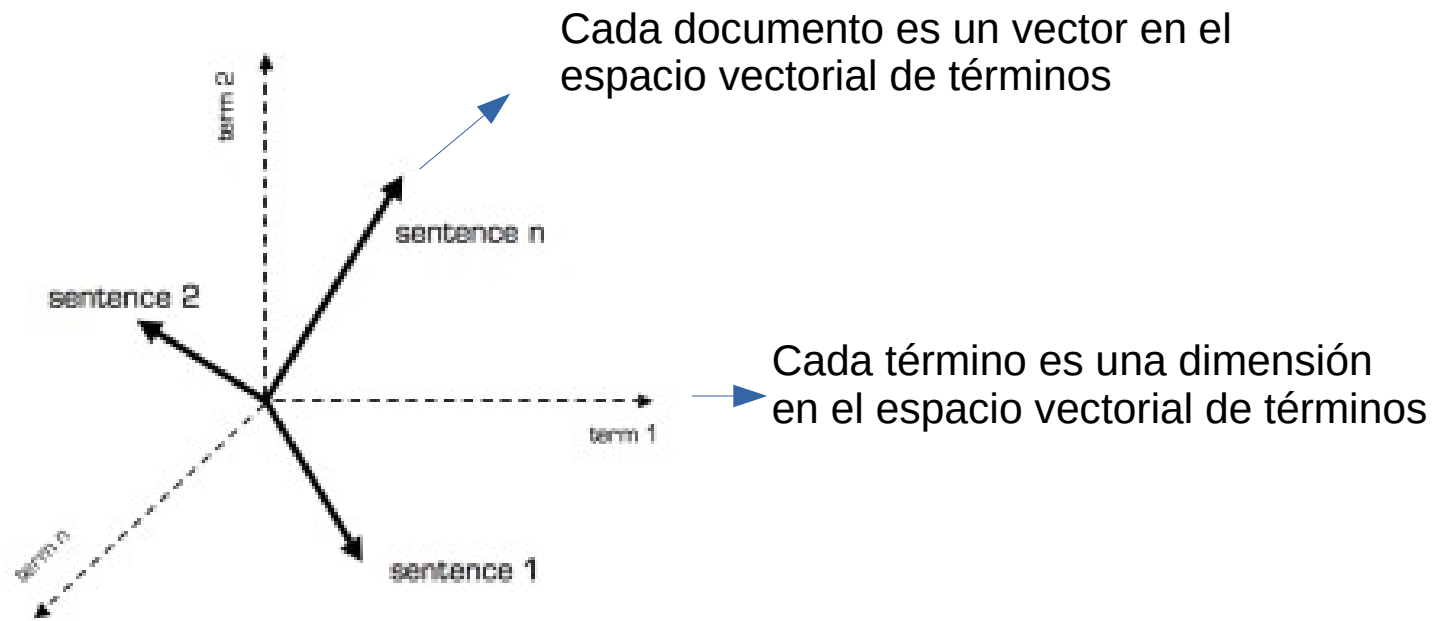 Cada documento es un vector en el
espacio vectorial de términos
term 2
sentence n
sentence 2
Cada término es una dimensión
en el espacio vectorial de términos
term 1
term n
sentence 1